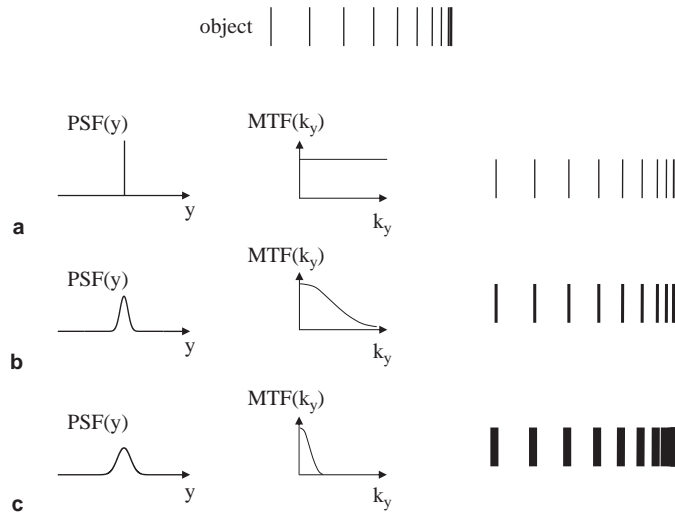 object
PSF(y)
MTF(k_y)
y
k_y
a
PSF(y)
MTF(k_y)
y
k_y
b
PSF(y)
MTF(k_y)
y
k_y
c